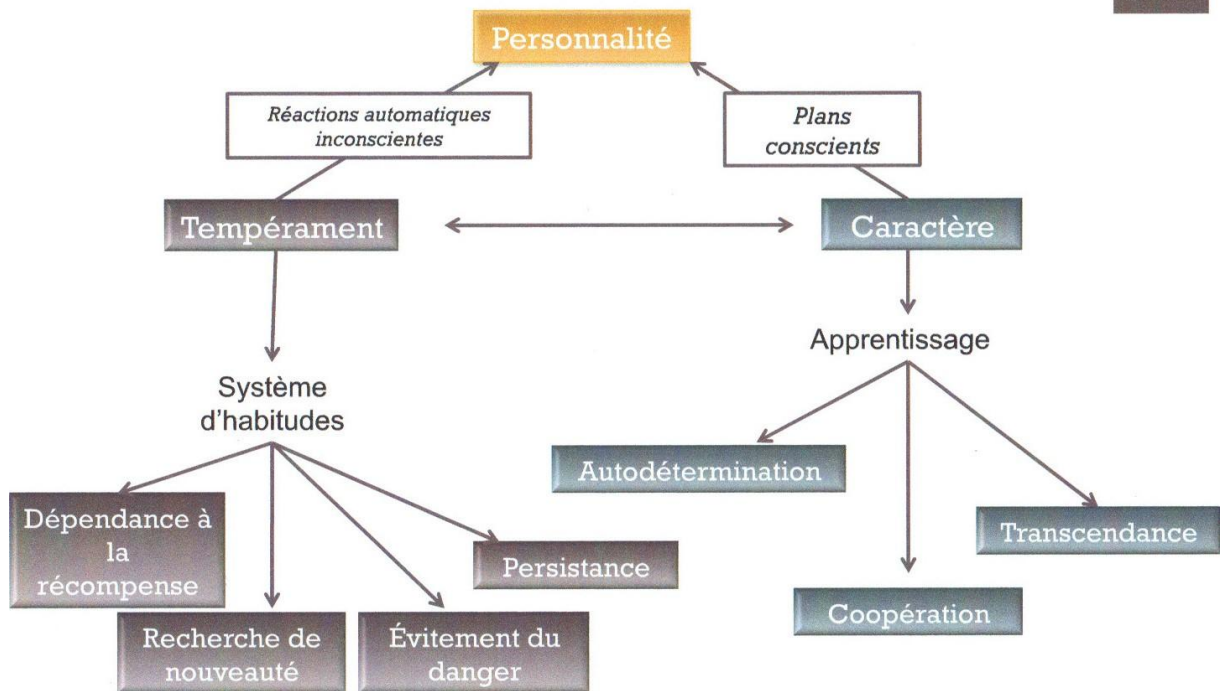 Personnalité
Réactions automatiques
inconscientes
Plans
conscients
Tempérament
Caractère
Apprentissage
Système
d'habitudes
Autodétermination
Dépendance à
la
récompense
Transcendance
Persistance
Coopération
Recherche de
nouveauté
Évitement du
danger